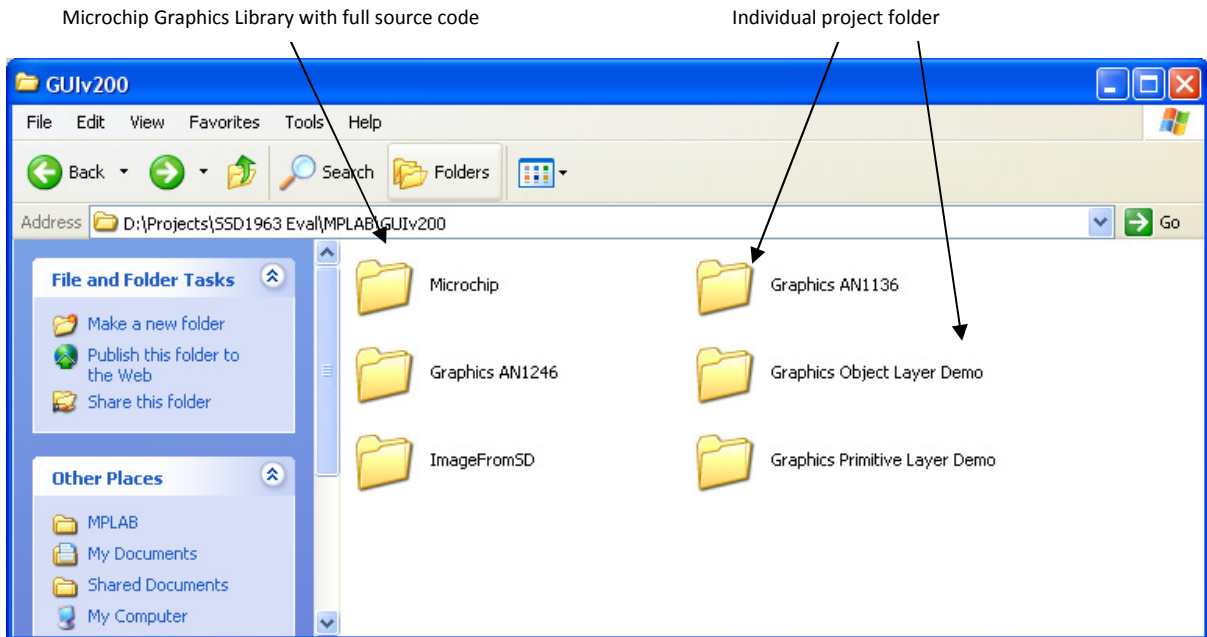 Microchip Graphics Library with full source code
Individual project folder
GUIv200
File Edit View Favorites Tools Help
Back Search Folders
Address D:\Projects\SSD1963 Eval\MPLAB\GUIv200 Go
File and Folder Tasks
Make a new folder
Publish this folder to
the Web
Share this folder
Other Places
MPLAB
My Documents
Shared Documents
My Computer
Microchip
Graphics AN1136
Graphics AN1246
Graphics Object Layer Demo
ImageFromSD
Graphics Primitive Layer Demo